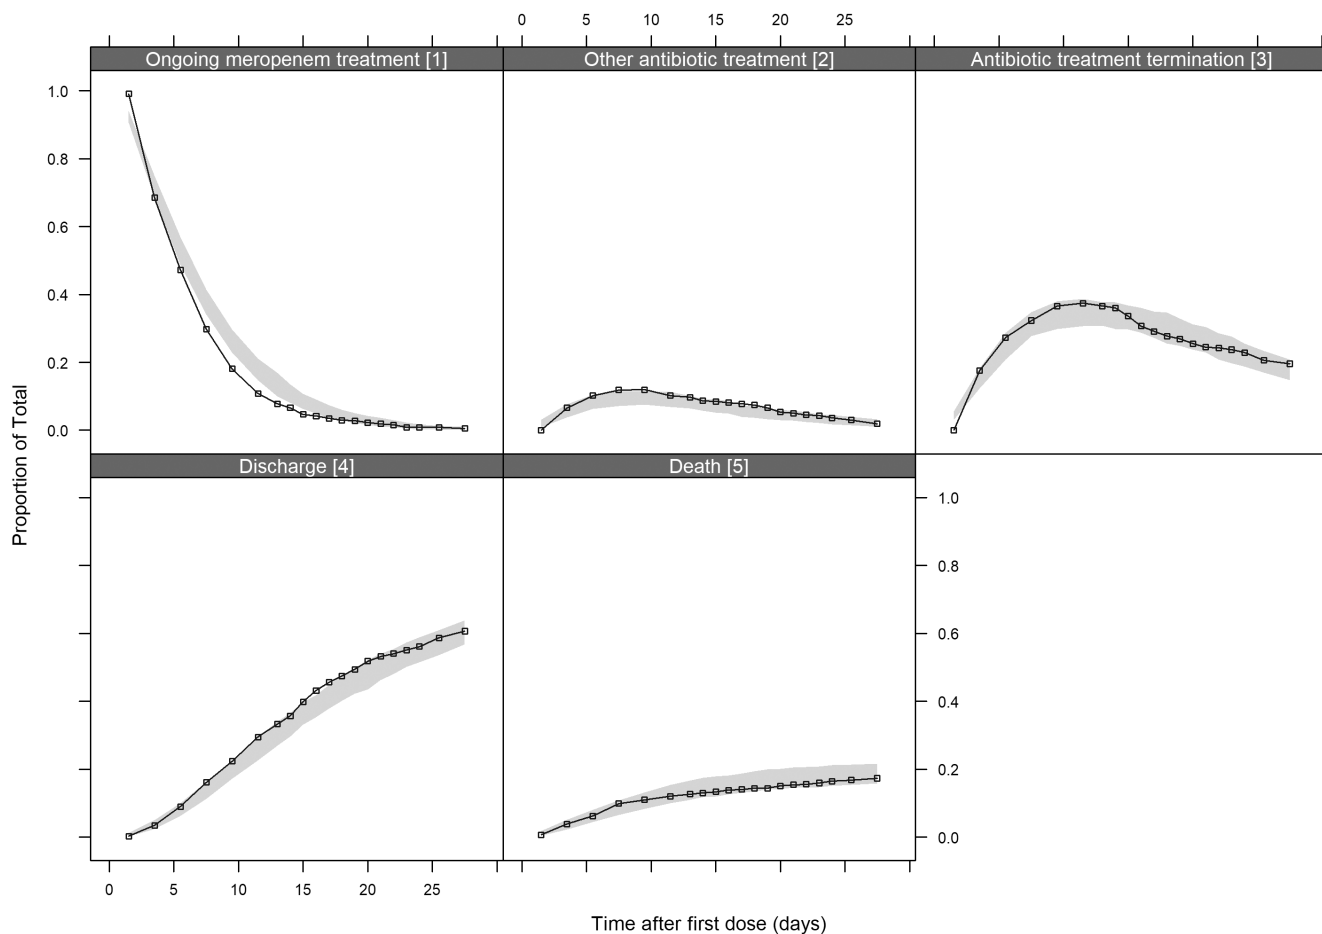 0 5 10 15 20 25
Ongoing meropenem treatment [1]
Other antibiotic treatment [2]
Antibiotic treatment termination [3]
1.0
0.8
0.6
0.4
0.2
0.0
Proportion of Total
Discharge [4]
Death [5]
1.0
0.8
0.6
0.4
0.2
0.0
0 5 10 15 20 25
Time after first dose (days)